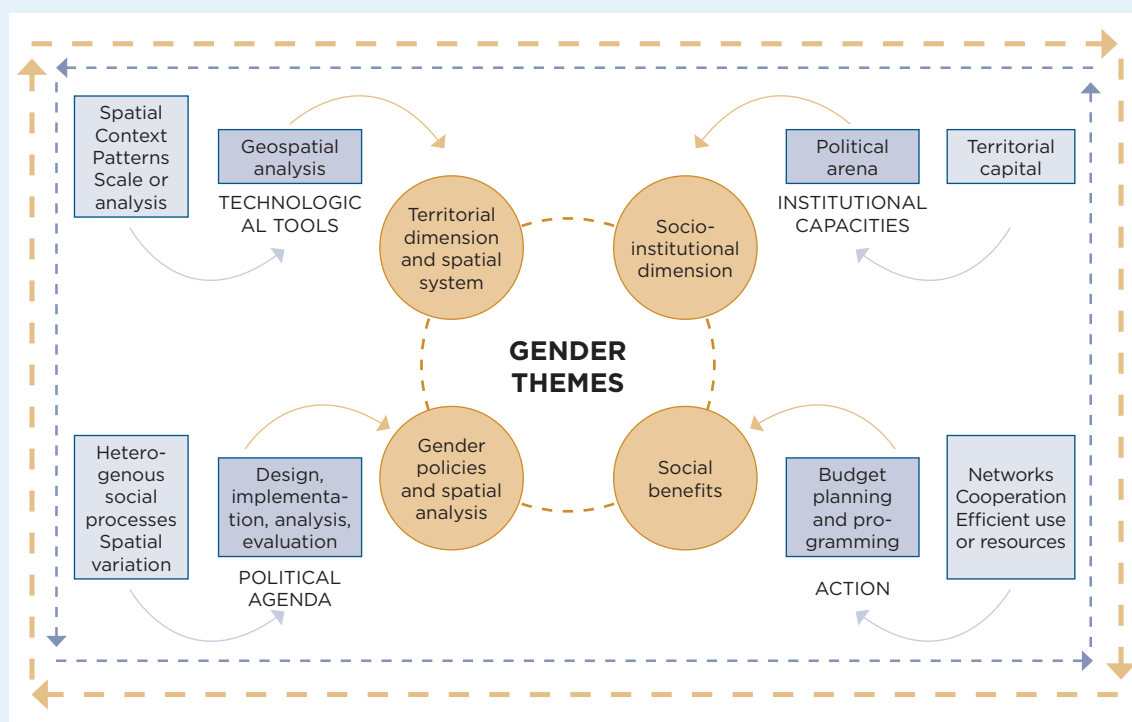 Spatial
Context
Patterns
Scale or
analysis
Geospatial
analysis
TECHNOLOGIC
AL TOOLS
Territorial
dimension
and spatial
system
Socio-
institutional
dimension
Political
arena
INSTITUTIONAL
CAPACITIES
Territorial
capital
GENDER
THEMES
Hetero-
genous
social
processes
Spatial
variation
Design,
implementa-
tion, analysis,
evaluation
POLITICAL
AGENDA
Gender
policies
and spatial
analysis
Social
benefits
Budget
planning
and pro-
gramming
ACTION
Networks
Cooperation
Efficient use
or resources